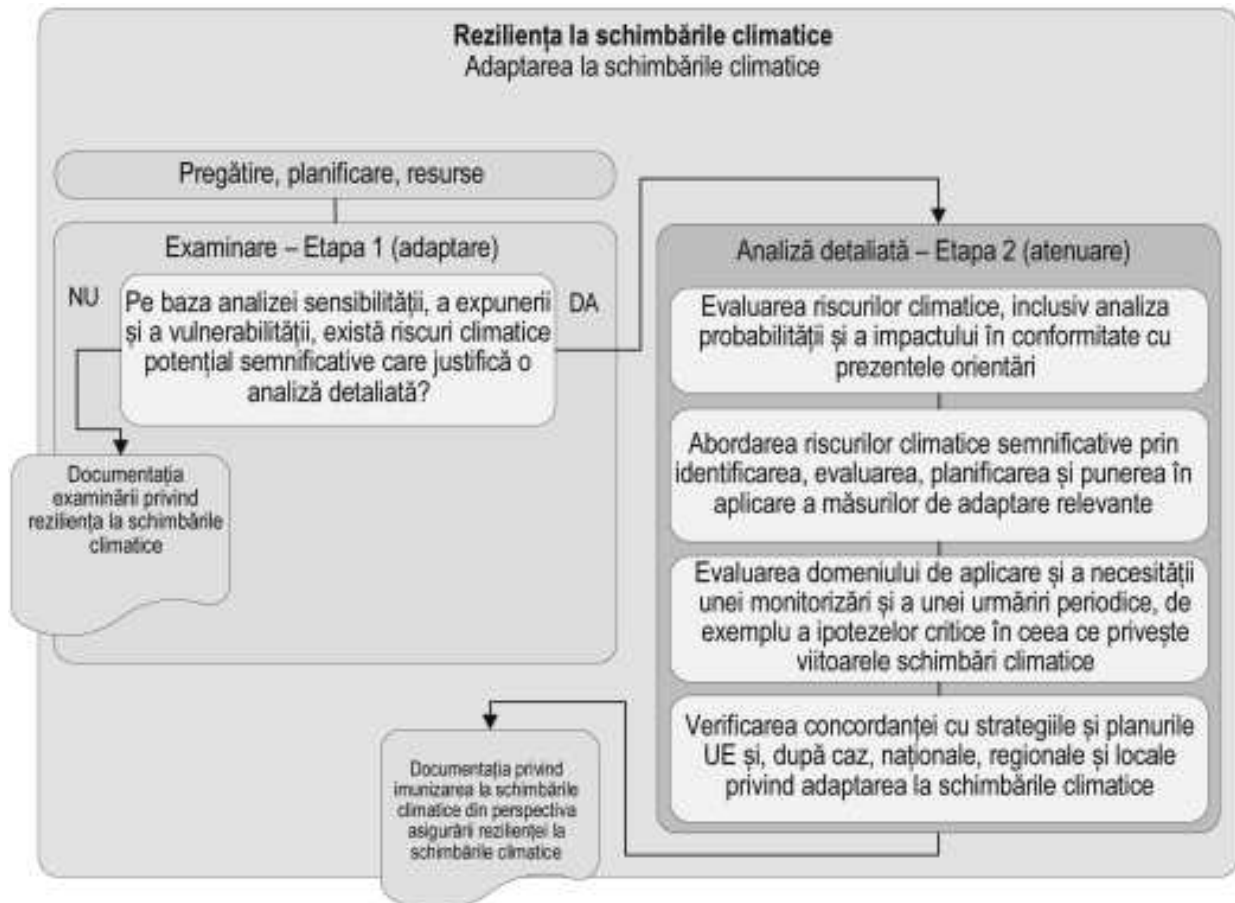 Reziliența la schimbările climatice
Adaptarea la schimbările climatice
Pregătire, planificare, resurse
Examinare – Etapa 1 (adaptare)
NU
Pe baza analizei sensibilității, a expunerii
și a vulnerabilității, există riscuri climatice
potențial semnificative care justifică o
analiză detaliată?
DA
Documentația
examinării privind
reziliența la schimbările
climatice
Analiză detaliată – Etapa 2 (atenuare)
Evaluarea riscurilor climatice, inclusiv analiza
probabilității și a impactului în conformitate cu
prezentele orientări
Abordarea riscurilor climatice semnificative prin
identificarea, evaluarea, planificarea și punerea în
aplicare a măsurilor de adaptare relevante
Evaluarea domeniului de aplicare și a necesității
unei monitorizări și a unei urmăriri periodice, de
exemplu a ipotezelor critice în ceea ce privește
viitoarele schimbări climatice
Verificarea concordanței cu strategiile și planurile
UE și, după caz, naționale, regionale și locale
privind adaptarea la schimbările climatice
Documentația privind
imunizarea la schimbările
climatice din perspectiva
asigurării rezilienței la
schimbările climatice